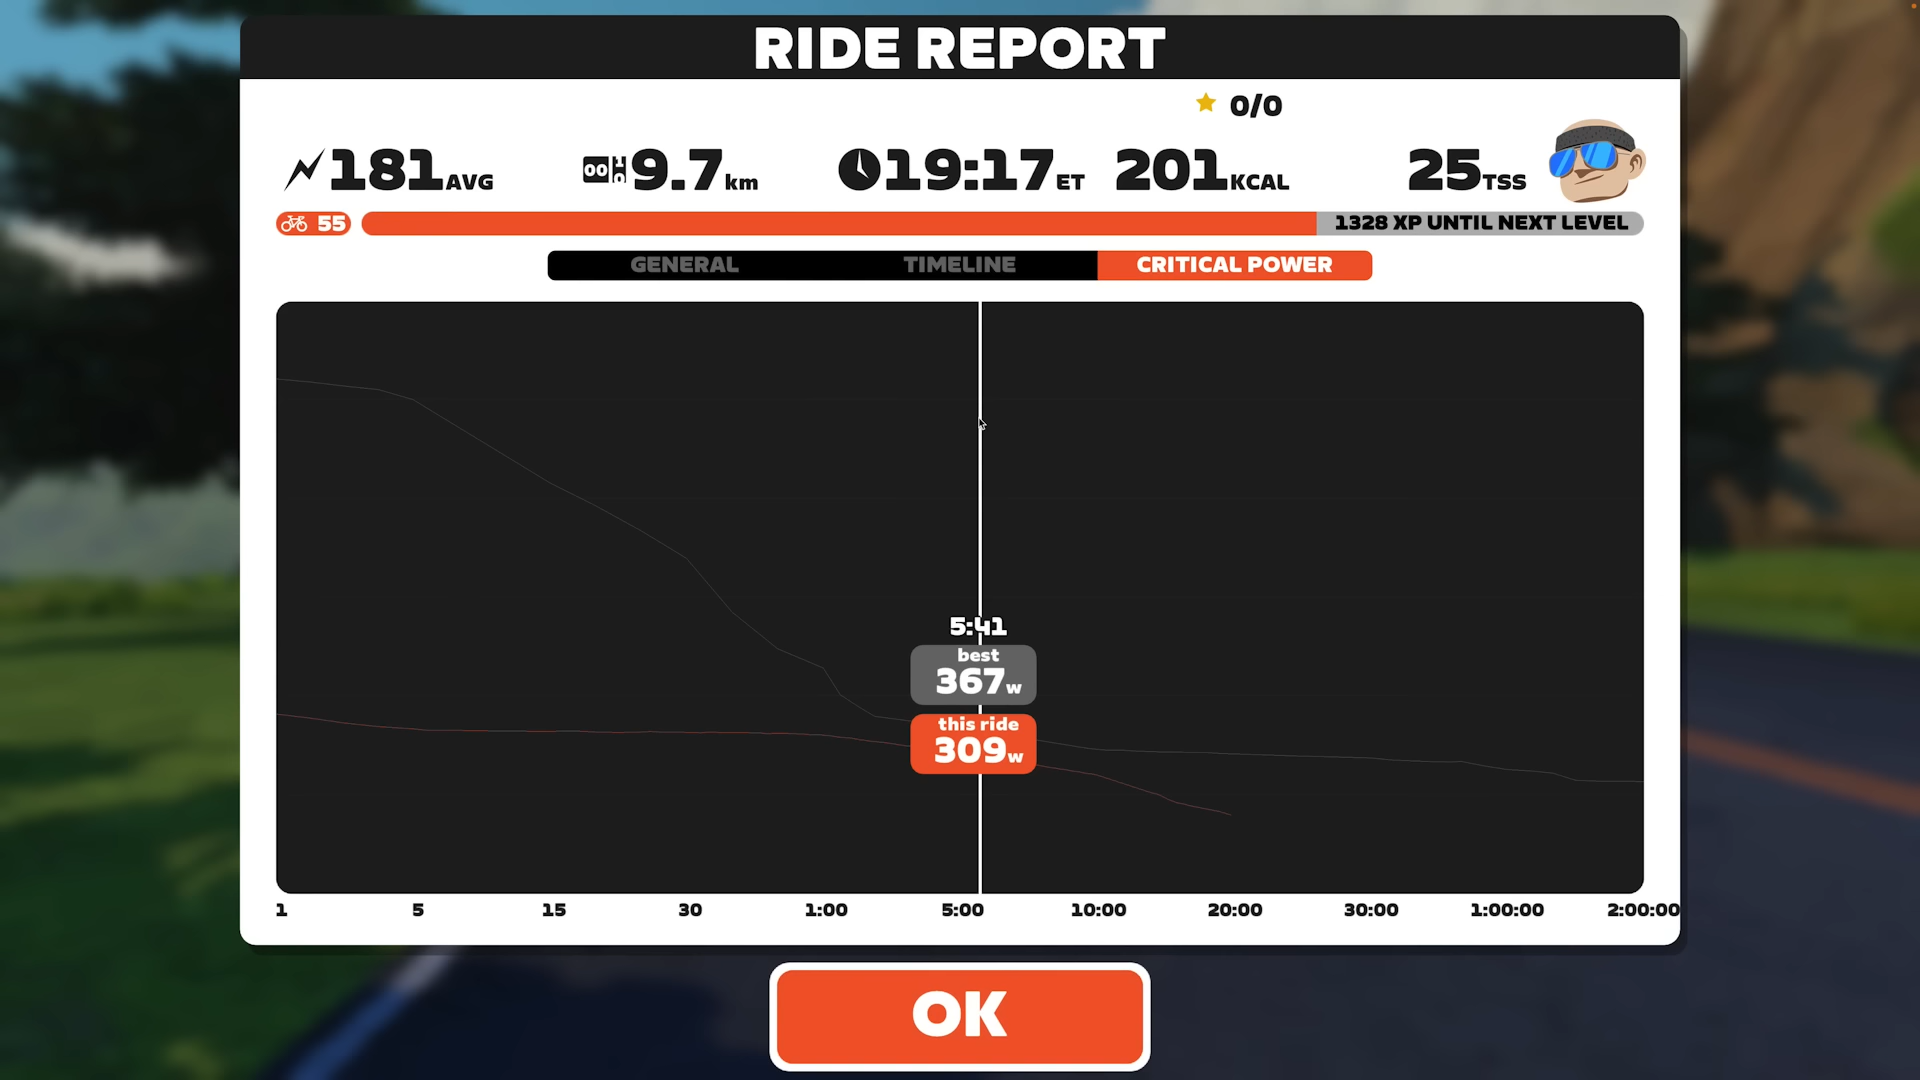 RIDE REPORT
0/0
181AVG 9.7km 19:17ET 201KCAL 25TSS
55 1328 XP UNTIL NEXT LEVEL
GENERAL TIMELINE CRITICAL POWER
5:41
best
367w
this ride
309w
1 5 15 30 1:00 5:00 10:00 20:00 30:00 1:00:00 2:00:00
OK